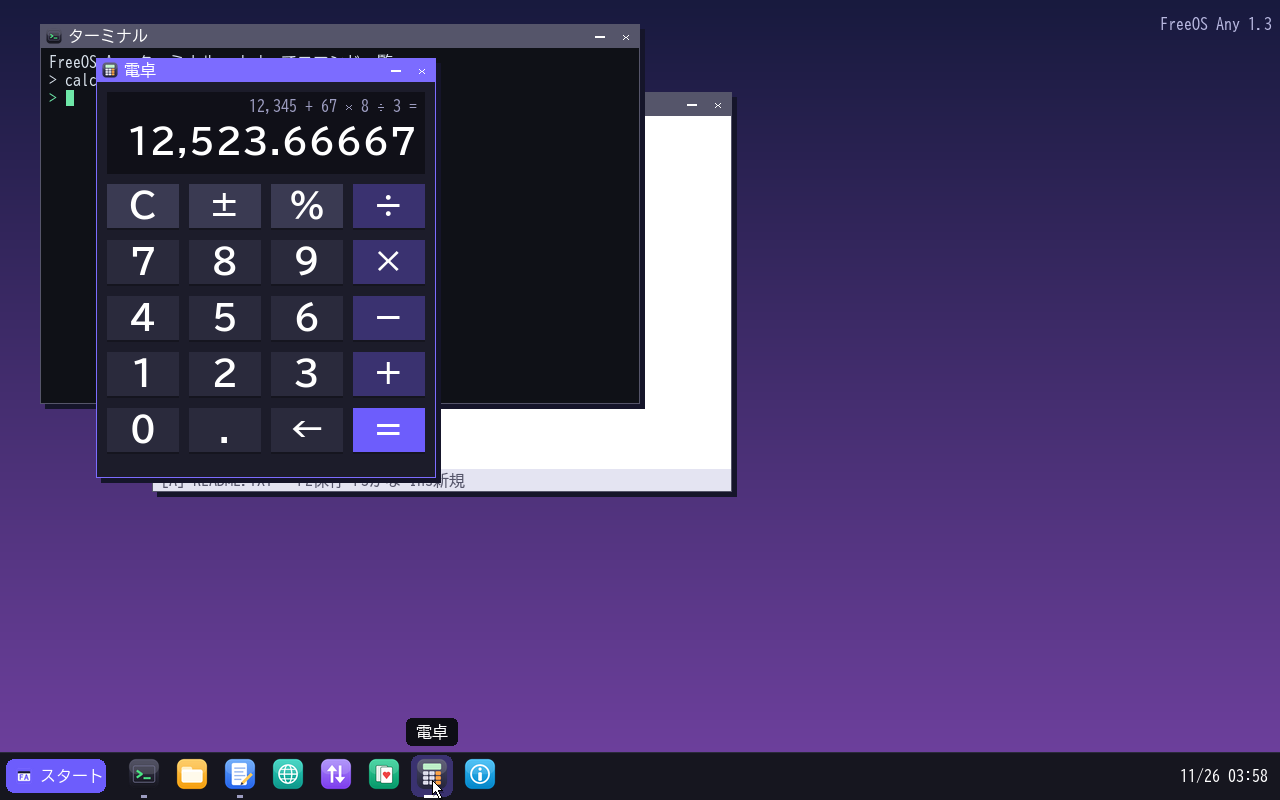 FreeOS Any 1.3
ターミナル
FreeOS
> calc
>
電卓
12,345 + 67 × 8 ÷ 3 =
12,523.66667
C ± % ÷
7 8 9 ×
4 5 6 −
1 2 3 +
0 . ← =
新規
電卓
スタート
11/26 03:58